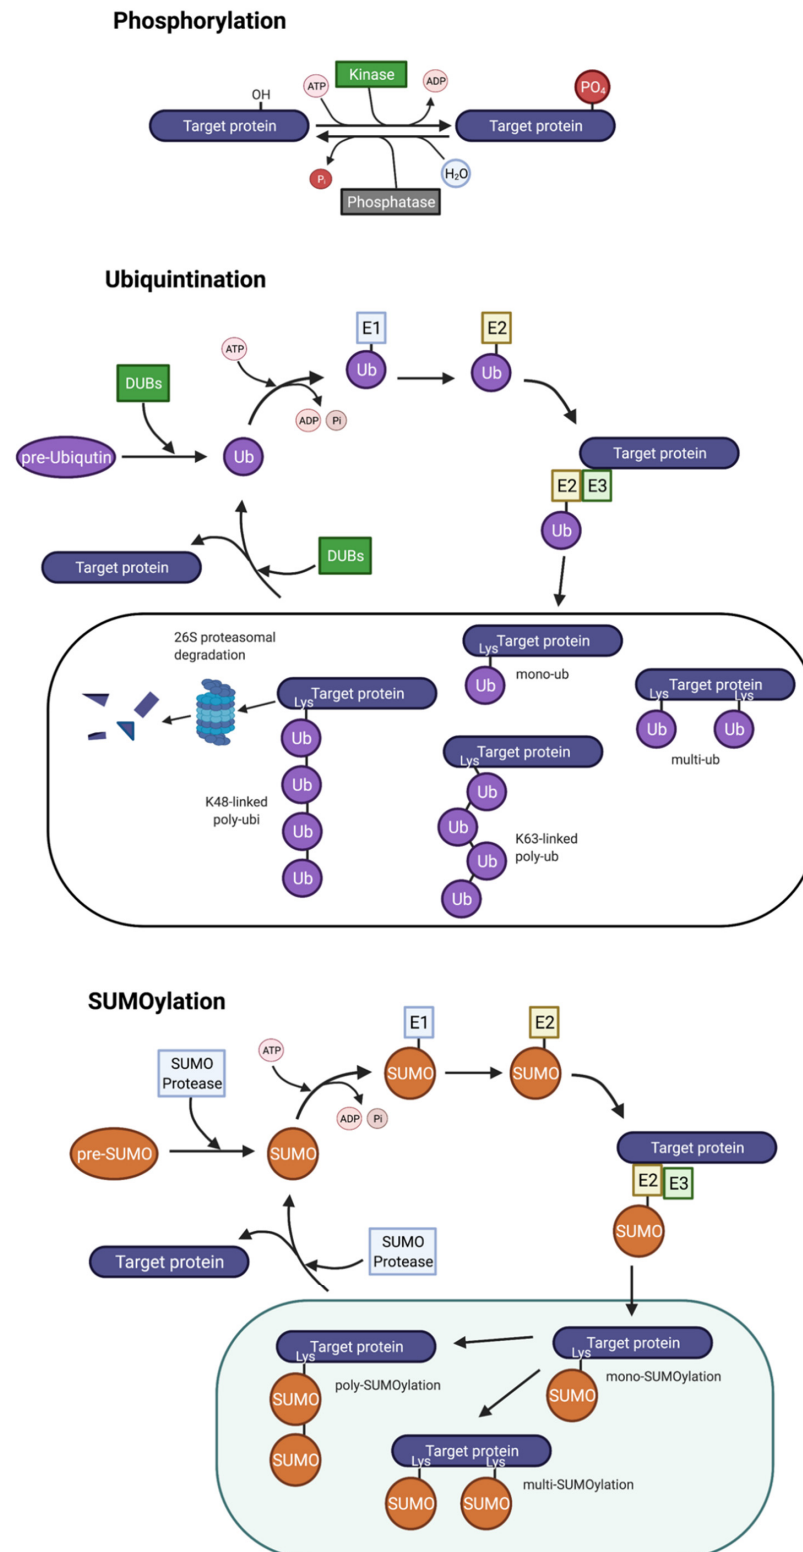 Phosphorylation
OH
ATP
Kinase
ADP
PO₄
Target protein
Target protein
Pᵢ
H₂O
Phosphatase
Ubiquintination
E1
E2
ATP
Ub
Ub
DUBs
ADP
Pi
pre-Ubiqutin
Ub
Target protein
E2
E3
Ub
Target protein
DUBs
26S proteasomal
degradation
Target protein
Lys
mono-ub
Ub
Target protein
Lys
Lys
Ub
Ub
multi-ub
Target protein
Lys
Ub
Ub
Ub
Ub
K48-linked
poly-ubi
Target protein
Lys
Ub
Ub
Ub
Ub
K63-linked
poly-ub
SUMOylation
E1
E2
ATP
SUMO
SUMO
SUMO
Protease
ADP
Pi
pre-SUMO
SUMO
Target protein
E2
E3
SUMO
Target protein
SUMO
Protease
Target protein
Lys
mono-SUMOylation
SUMO
Target protein
Lys
poly-SUMOylation
SUMO
SUMO
Target protein
Lys
Lys
multi-SUMOylation
SUMO
SUMO